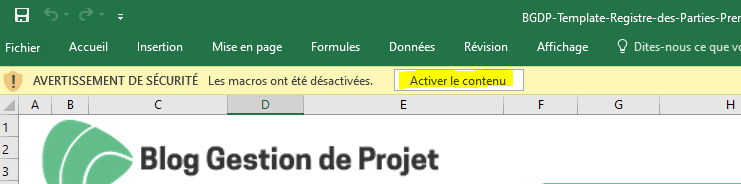 BGDP-Template-Registre-des-Parties-Pren
Fichier Accueil Insertion Mise en page Formules Données Révision Affichage Dites-nous ce que vo
AVERTISSEMENT DE SÉCURITÉ Les macros ont été désactivées. Activer le contenu
A B C D E F G H
1
2 Blog Gestion de Projet
3